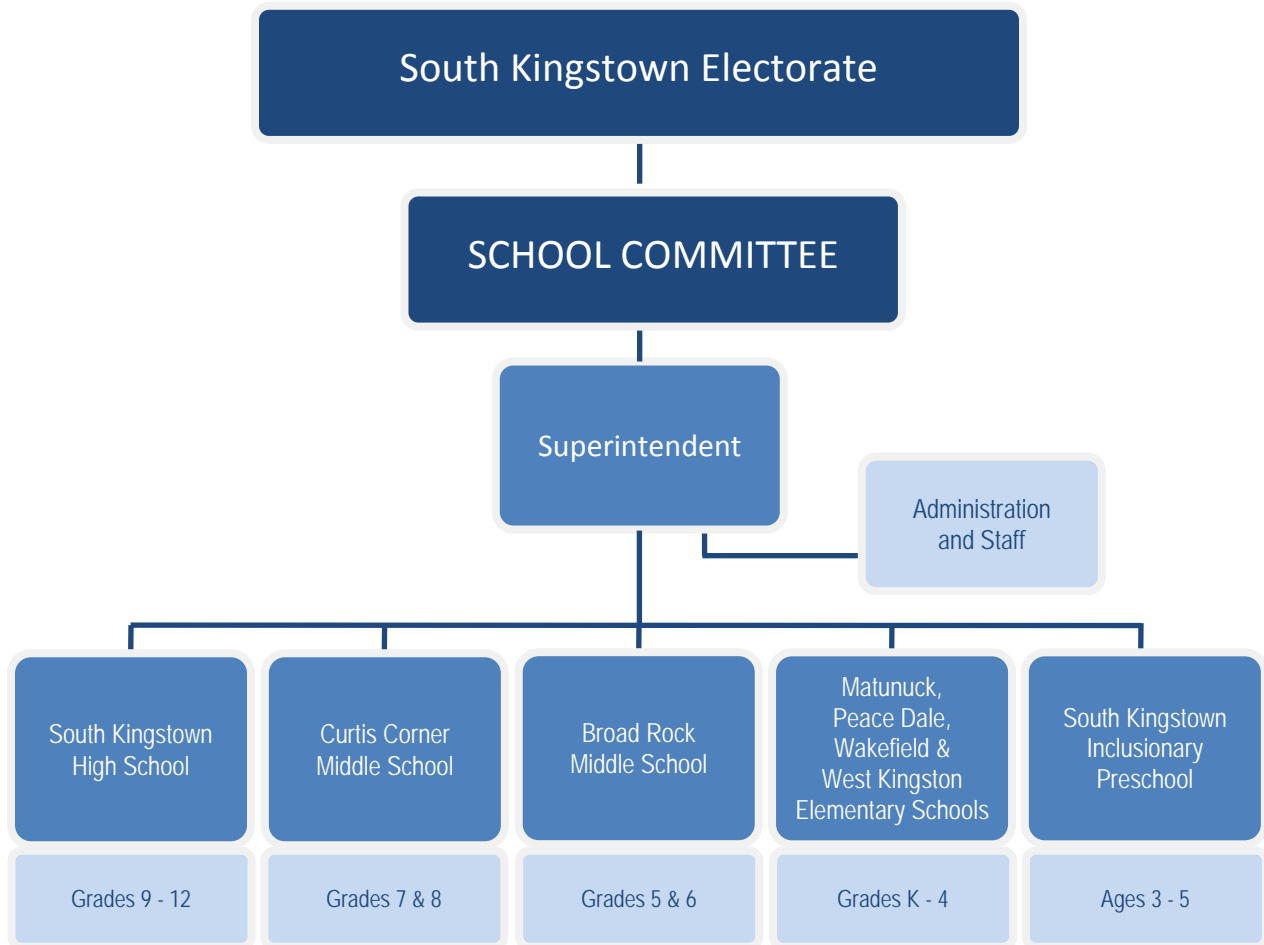 South Kingstown Electorate
SCHOOL COMMITTEE
Superintendent
Administration
and Staff
South Kingstown
High School
Curtis Corner
Middle School
Broad Rock
Middle School
Matunuck,
Peace Dale,
Wakefield &
West Kingston
Elementary Schools
South Kingstown
Inclusionary
Preschool
Grades 9 - 12
Grades 7 & 8
Grades 5 & 6
Grades K - 4
Ages 3 - 5